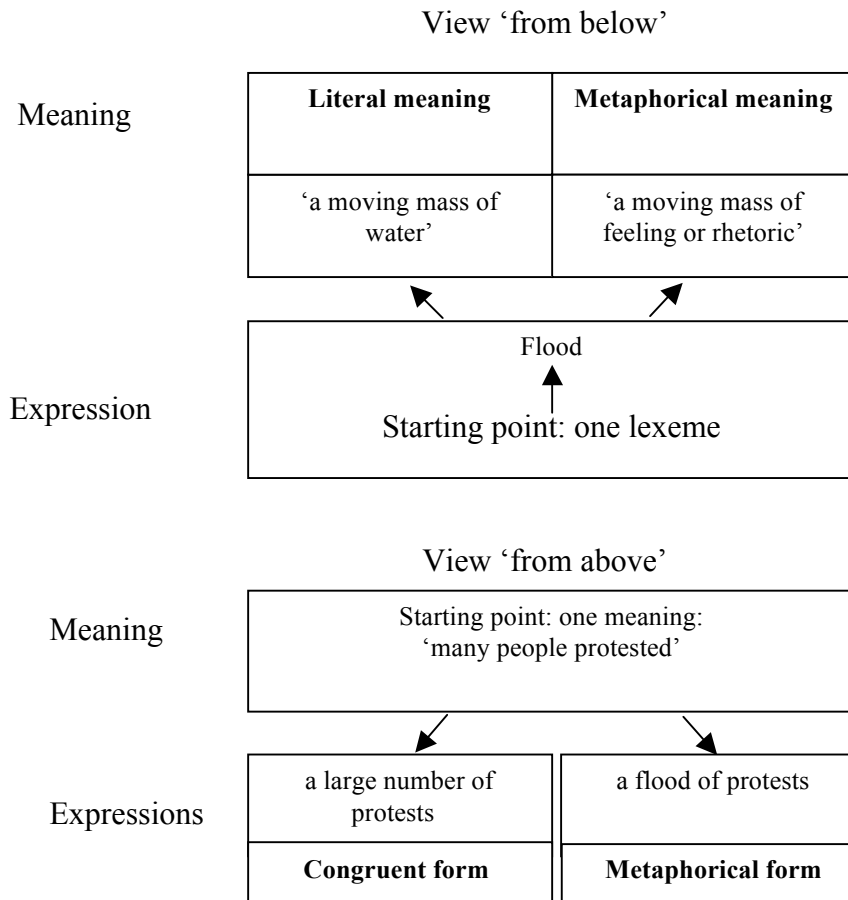 View ‘from below’
Meaning
Literal meaning
Metaphorical meaning
‘a moving mass of
water’
‘a moving mass of
feeling or rhetoric’
Expression
Flood
Starting point: one lexeme
View ‘from above’
Meaning
Starting point: one meaning:
‘many people protested’
Expressions
a large number of
protests
a flood of protests
Congruent form
Metaphorical form